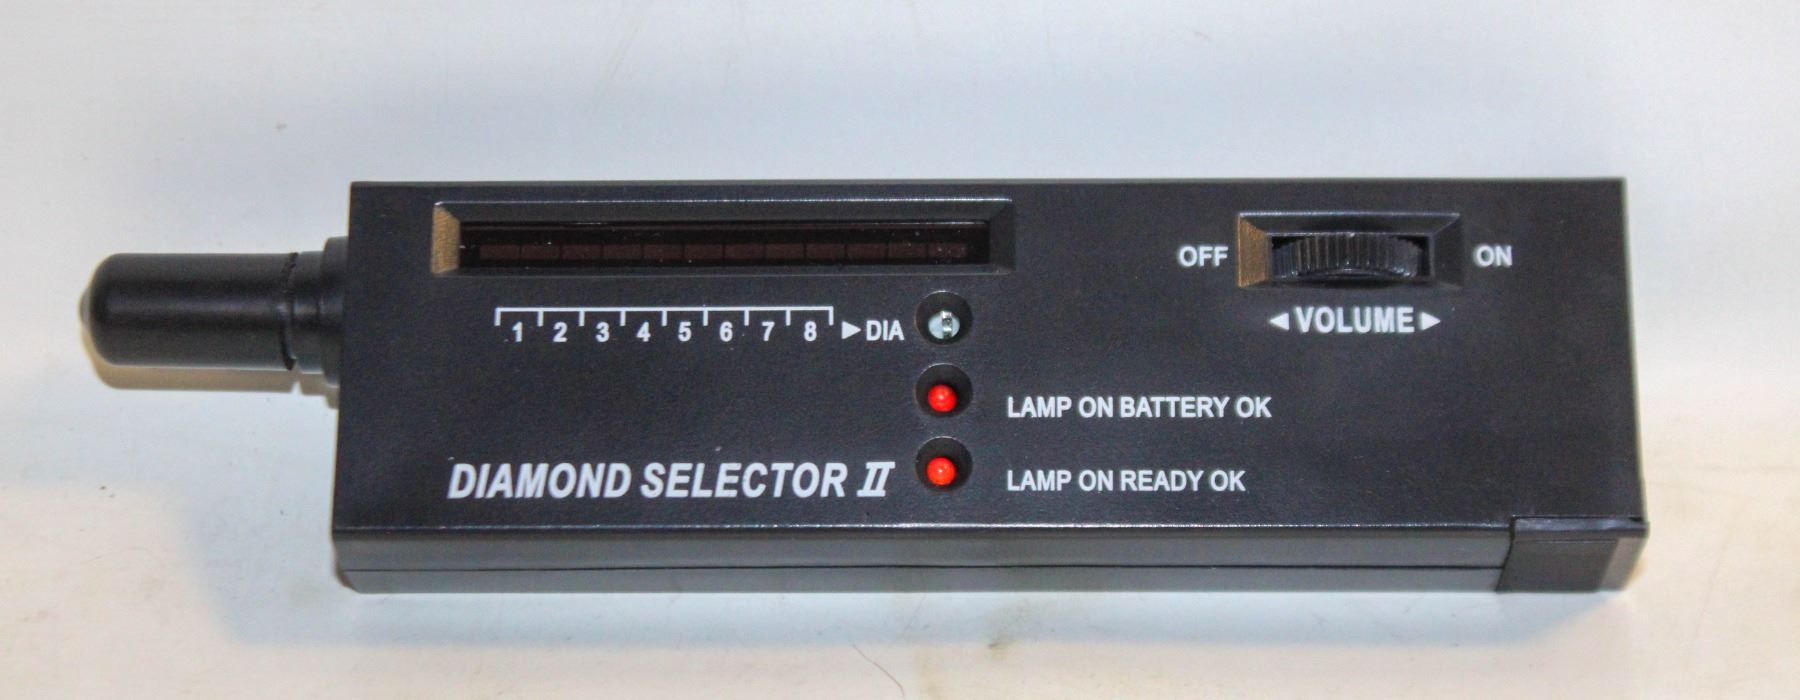 OFF ON
◄VOLUME►
1 2 3 4 5 6 7 8 ►DIA
LAMP ON BATTERY OK
DIAMOND SELECTOR II
LAMP ON READY OK